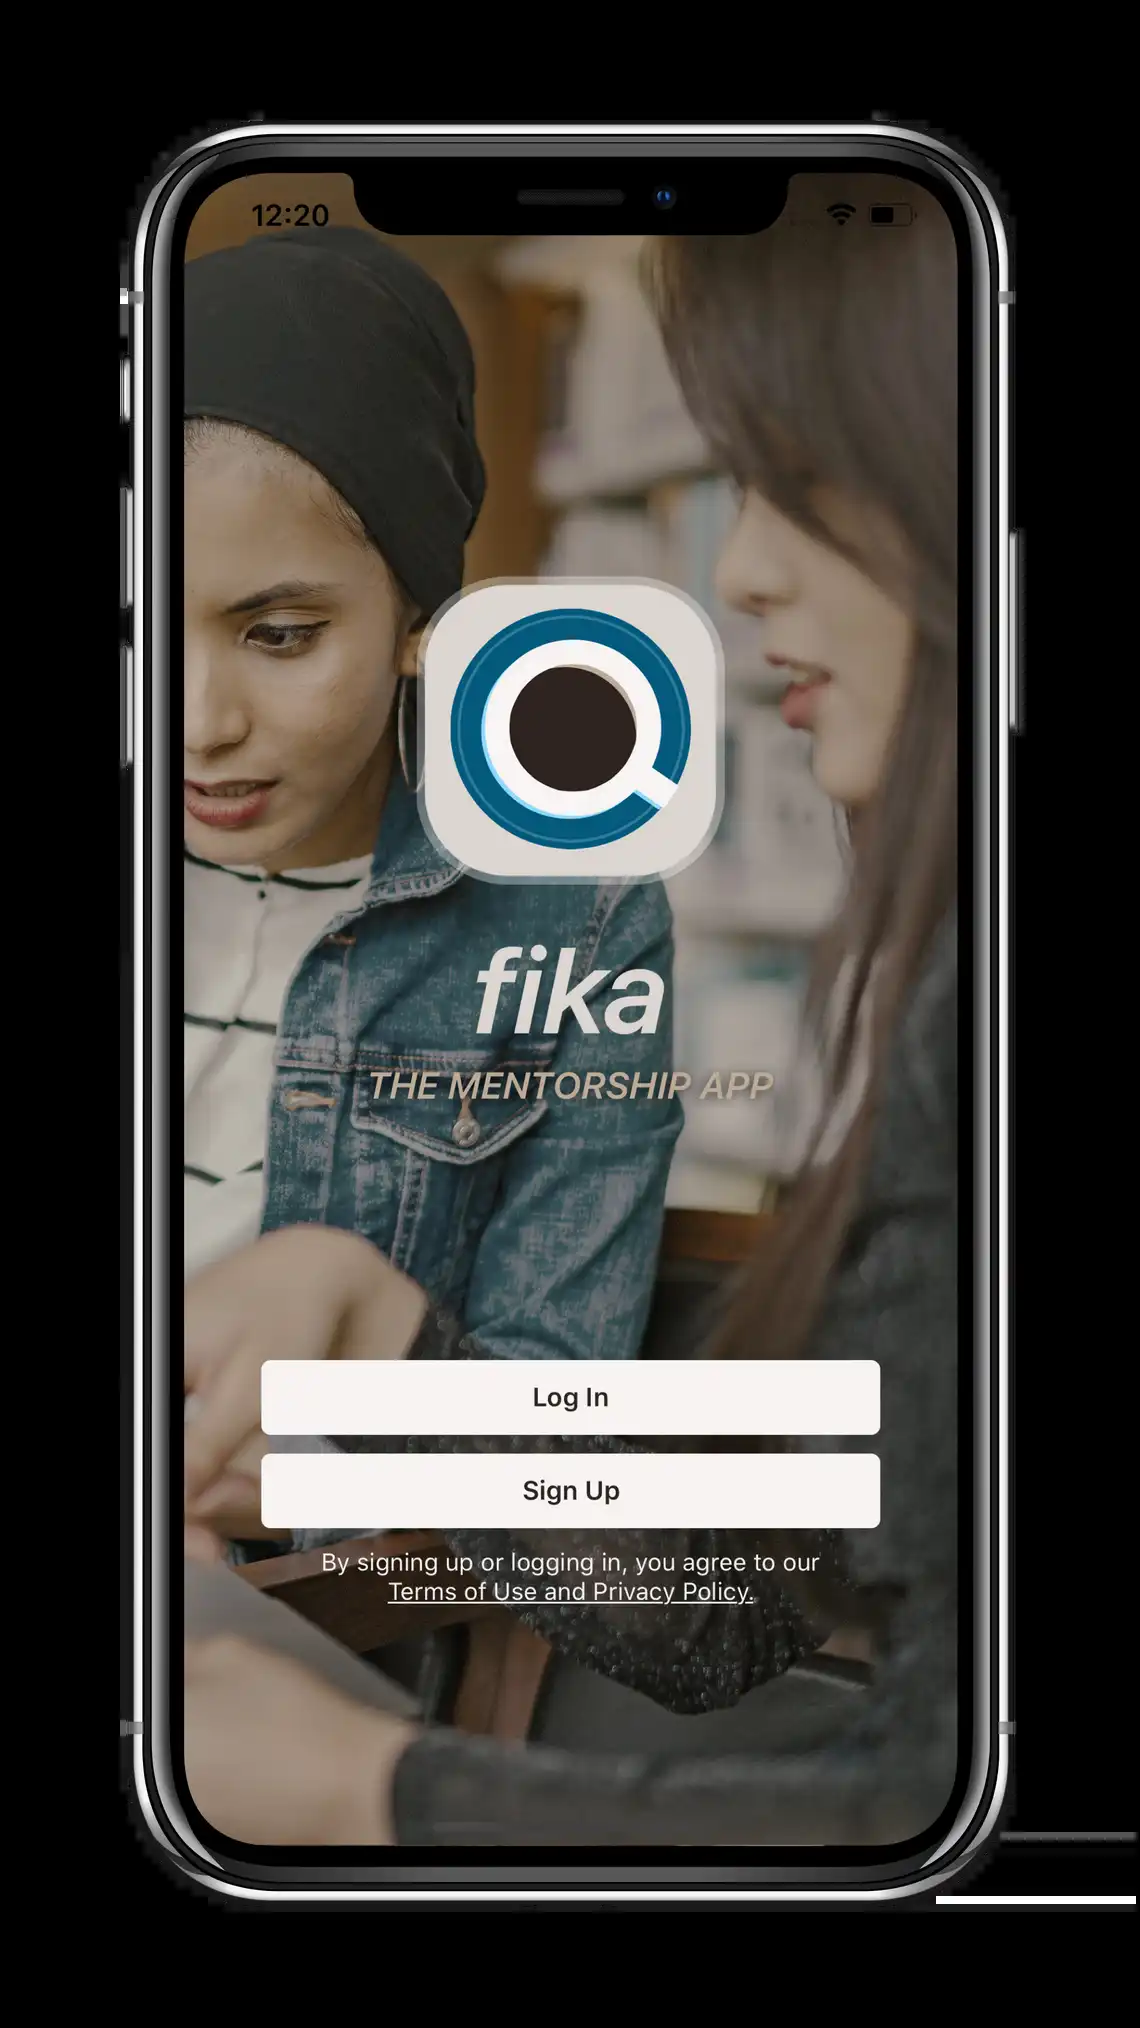 12:20
fika
THE MENTORSHIP APP
Log In
Sign Up
By signing up or logging in, you agree to our
Terms of Use and Privacy Policy.